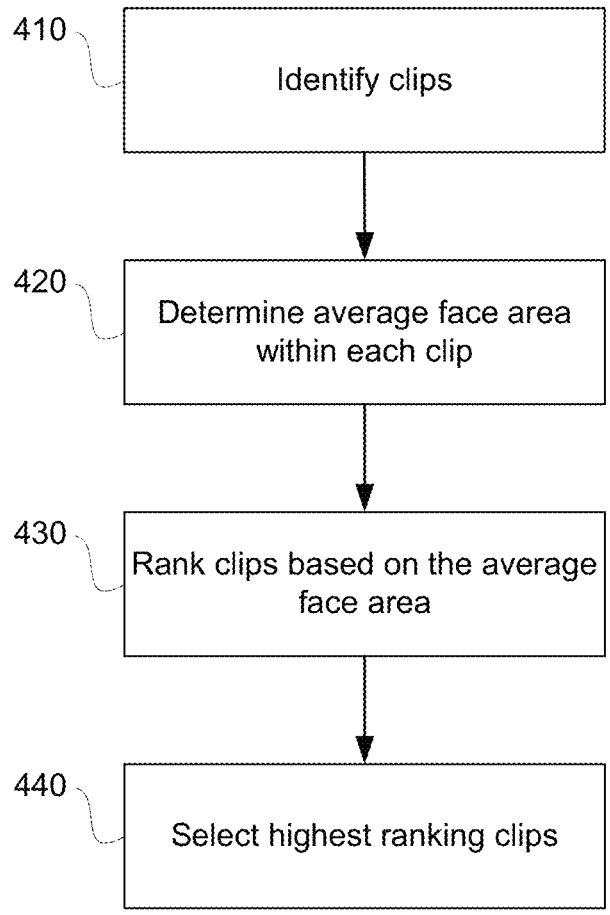 410
Identify clips
420
Determine average face area
within each clip
430
Rank clips based on the average
face area
440
Select highest ranking clips